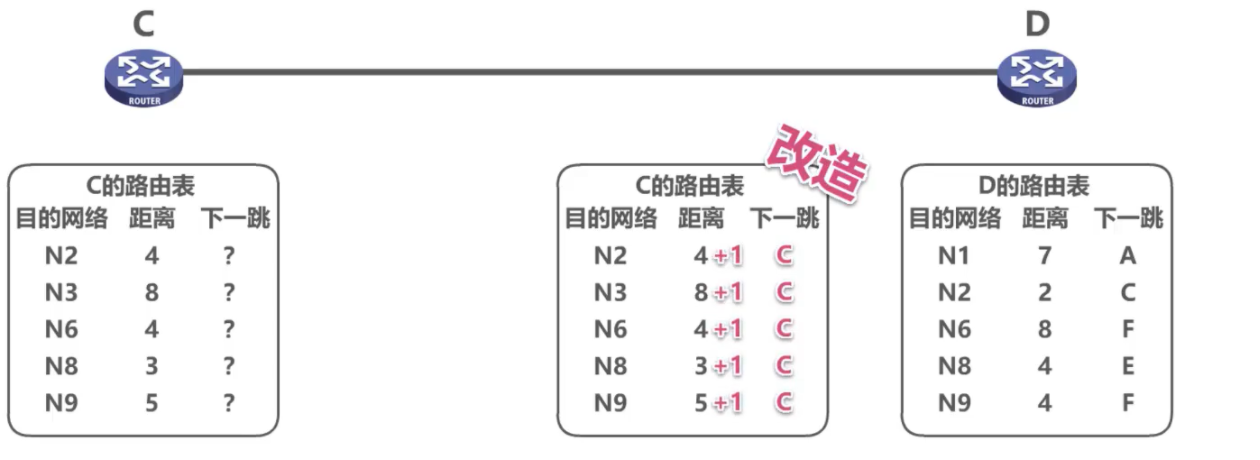 C
D
ROUTER
ROUTER
改造
C的路由表
目的网络 距离 下一跳
N2 4 ?
N3 8 ?
N6 4 ?
N8 3 ?
N9 5 ?
C的路由表
目的网络 距离 下一跳
N2 4 +1 C
N3 8 +1 C
N6 4 +1 C
N8 3 +1 C
N9 5 +1 C
D的路由表
目的网络 距离 下一跳
N1 7 A
N2 2 C
N6 8 F
N8 4 E
N9 4 F